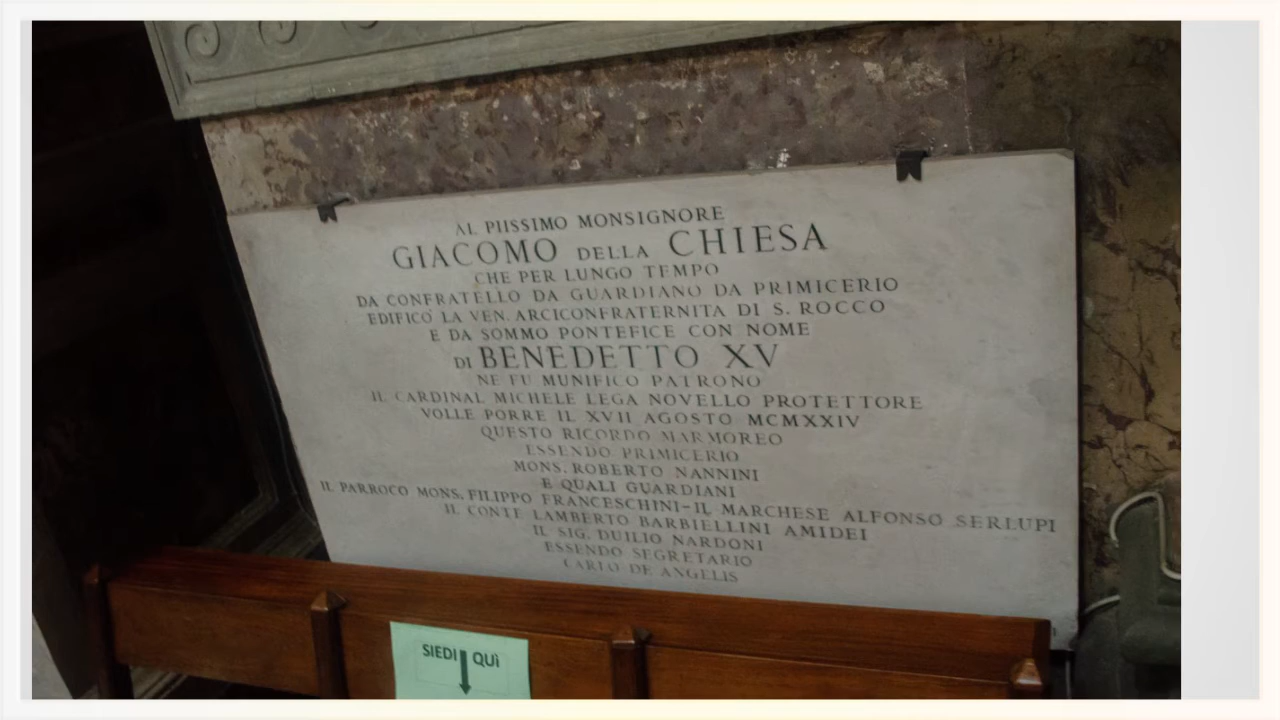 AL PIISSIMO MONSIGNORE
GIACOMO DELLA CHIESA
CHE PER LUNGO TEMPO
DA CONFRATELLO DA GUARDIANO DA PRIMICERIO
EDIFICO' LA VEN. ARCICONFRATERNITA DI S. ROCCO
E DA SOMMO PONTEFICE CON NOME
DI BENEDETTO XV
NE FU MUNIFICO PATRONO
IL CARDINAL MICHELE LEGA NOVELLO PROTETTORE
VOLLE PORRE IL XVII AGOSTO MCMXXIV
QUESTO RICORDO MARMOREO
ESSENDO PRIMICERIO
MONS. ROBERTO NANNINI
E QUALI GUARDIANI
IL PARROCO MONS. FILIPPO FRANCESCHINI-IL MARCHESE ALFONSO SERLUPI
IL CONTE LAMBERTO BARBIELLINI AMIDEI
IL SIG. DUILIO NARDONI
ESSENDO SEGRETARIO
CARLO DE ANGELIS
SIEDI QUì